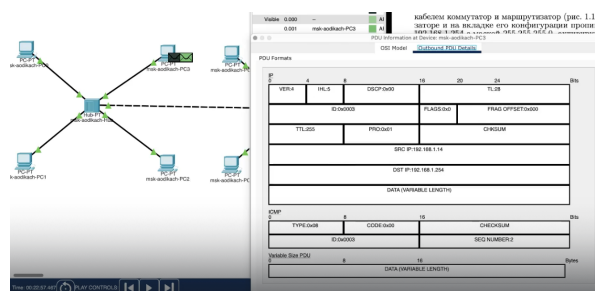 Visible 0.000 -- AI
0.001 msk-aodikach-PC3 AI
кабелем коммутатор и маршрутизатор (рис. 1.1
заторе и на вкладке его конфигурации пропи
PDU Information at Device: msk-aodikach-PC3
OSI Model Outbound PDU Details
PDU Formats
IP
0 4 8 16 20 24 Bits
VER:4 IHL:5 DSCP:0x00 TL:28
ID:0x0003 FLAGS:0x0 FRAG OFFSET:0x000
TTL:255 PRO:0x01 CHKSUM
SRC IP:192.168.1.14
DST IP:192.168.1.254
DATA (VARIABLE LENGTH)
ICMP
0 8 16 Bits
TYPE:0x08 CODE:0x00 CHECKSUM
ID:0x0003 SEQ NUMBER:2
Variable Size PDU
0 8 16 Bytes
DATA (VARIABLE LENGTH)
PC-PT
PC-PT
msk-aodikach-PC3
Hub-PT
msk-aodikach-Hub
PC-PT
k-aodikach-PC1
PC-PT
msk-aodikach-PC2
PLAY CONTROLS